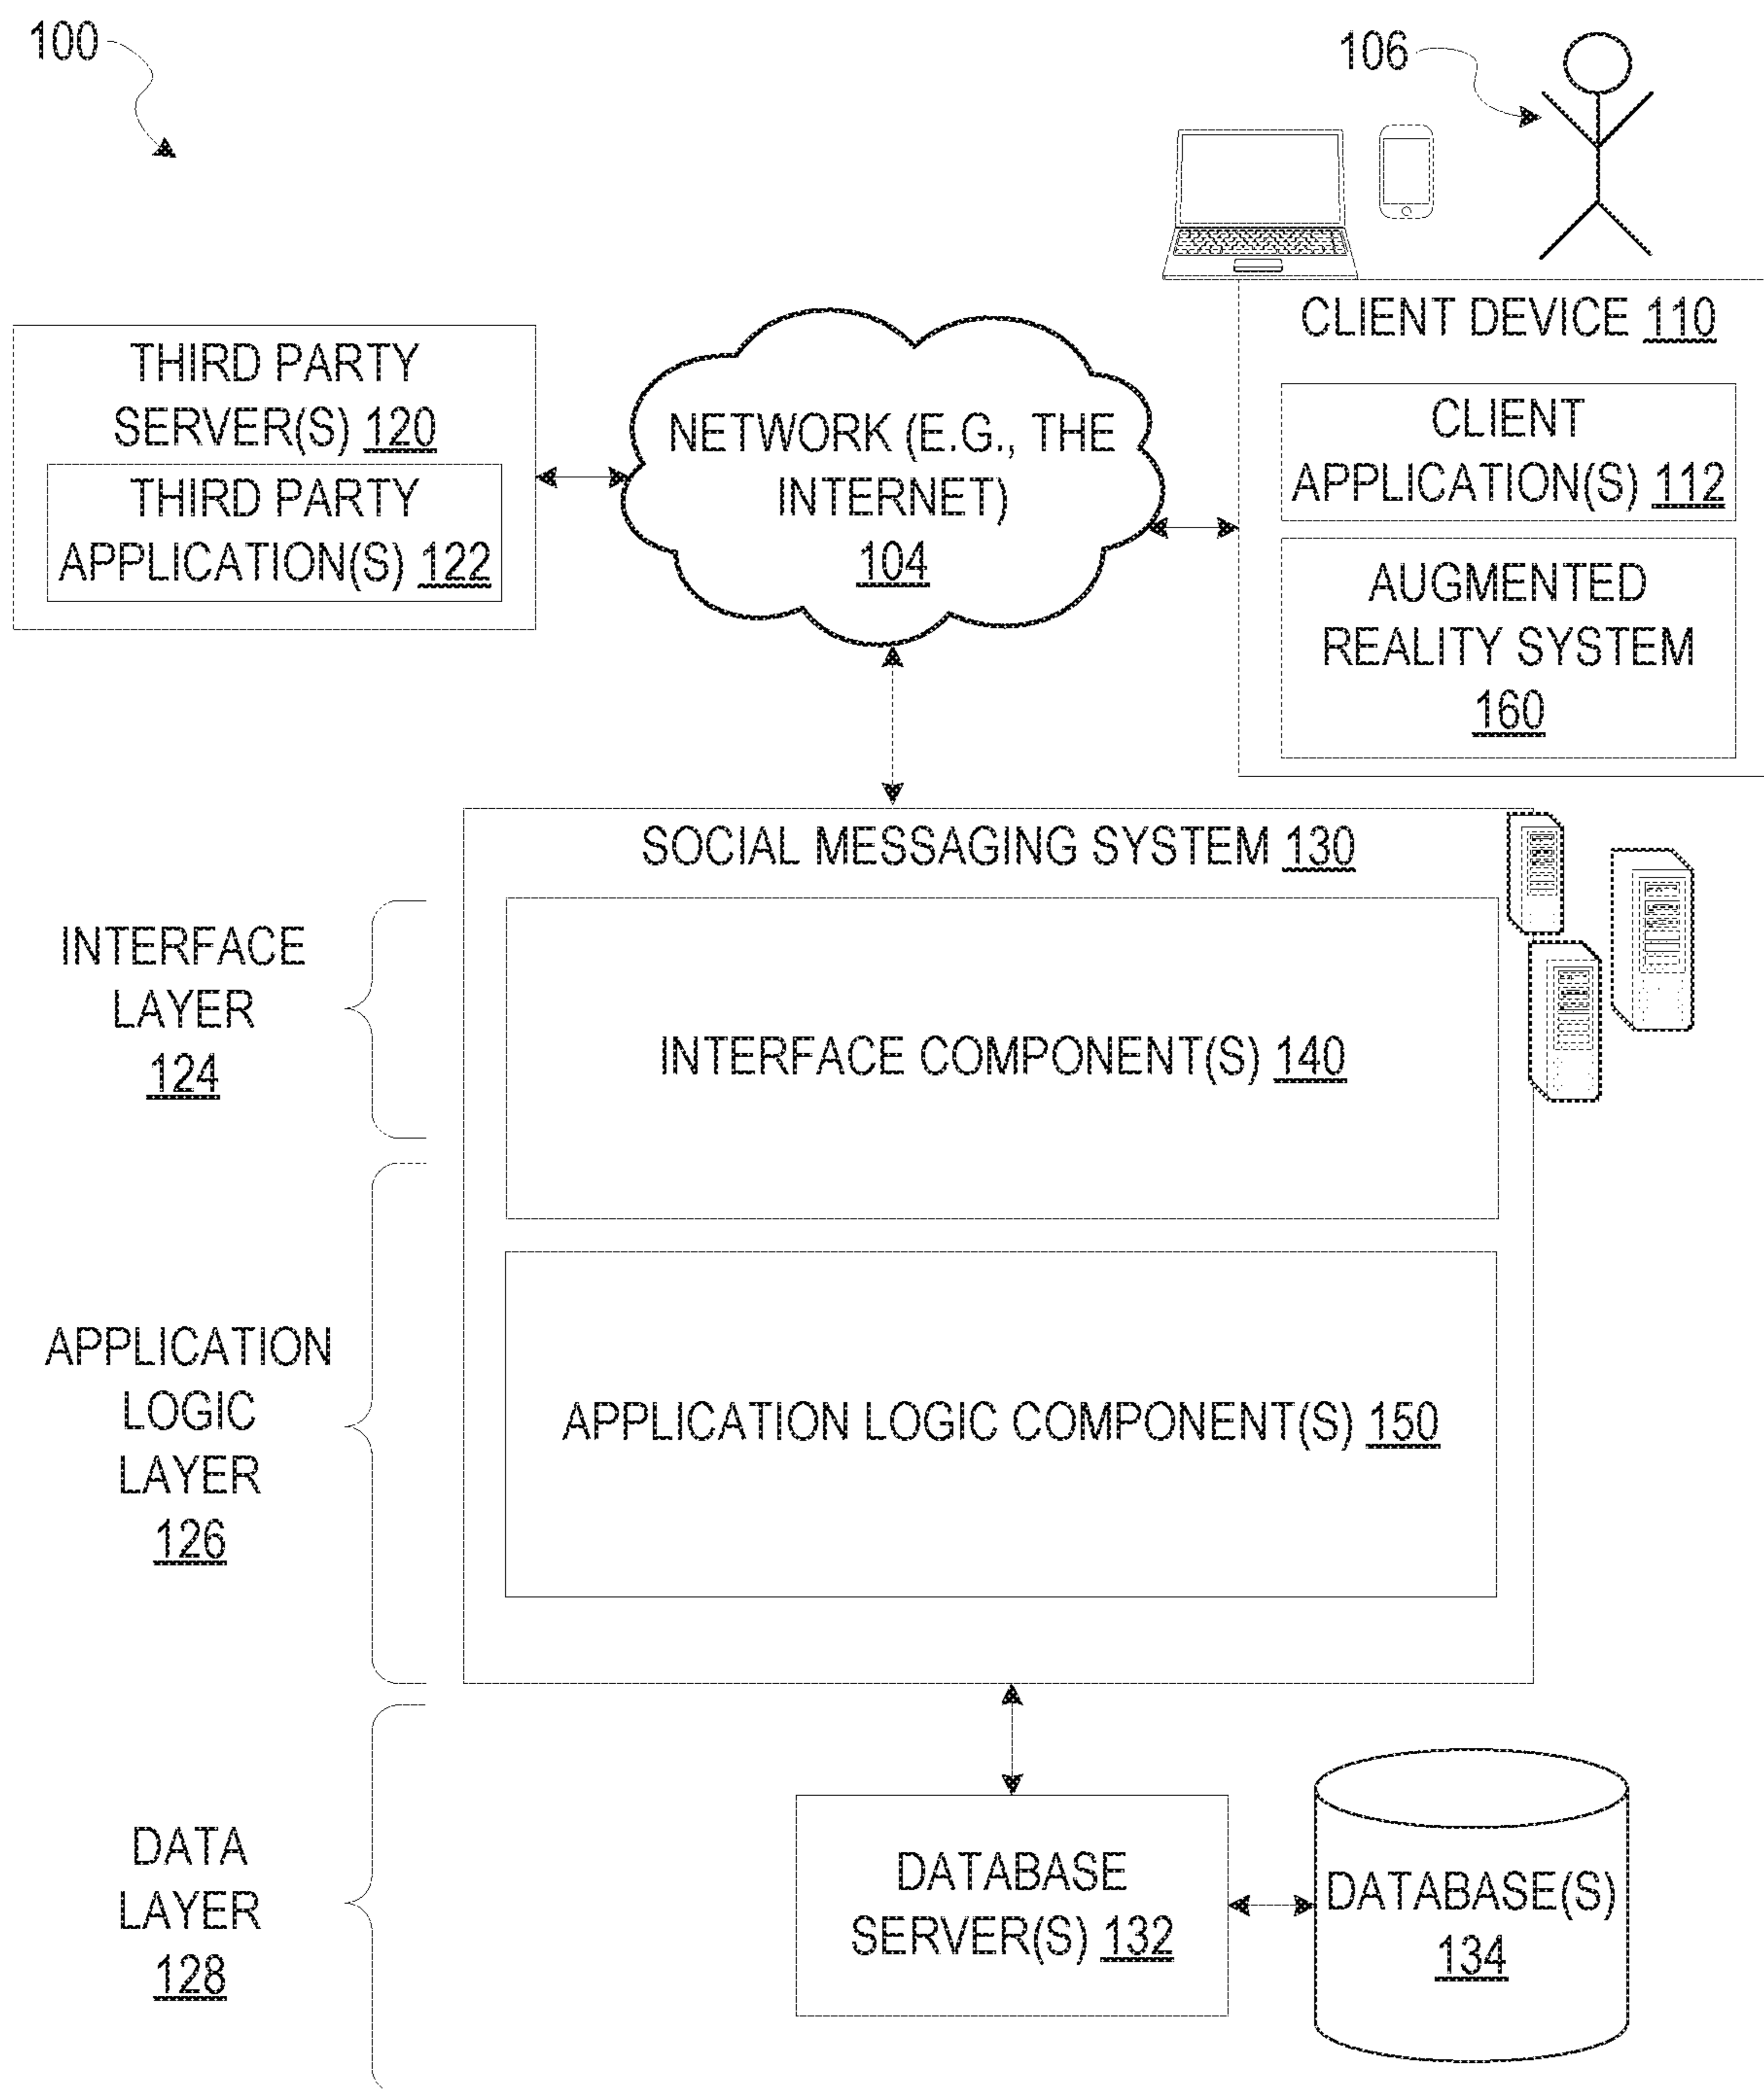 100
106
CLIENT DEVICE 110
THIRD PARTY
SERVER(S) 120
THIRD PARTY
APPLICATION(S) 122
NETWORK (E.G., THE
INTERNET)
104
CLIENT
APPLICATION(S) 112
AUGMENTED
REALITY SYSTEM
160
SOCIAL MESSAGING SYSTEM 130
INTERFACE
LAYER
124
INTERFACE COMPONENT(S) 140
APPLICATION
LOGIC
LAYER
126
APPLICATION LOGIC COMPONENT(S) 150
DATA
LAYER
128
DATABASE
SERVER(S) 132
DATABASE(S)
134